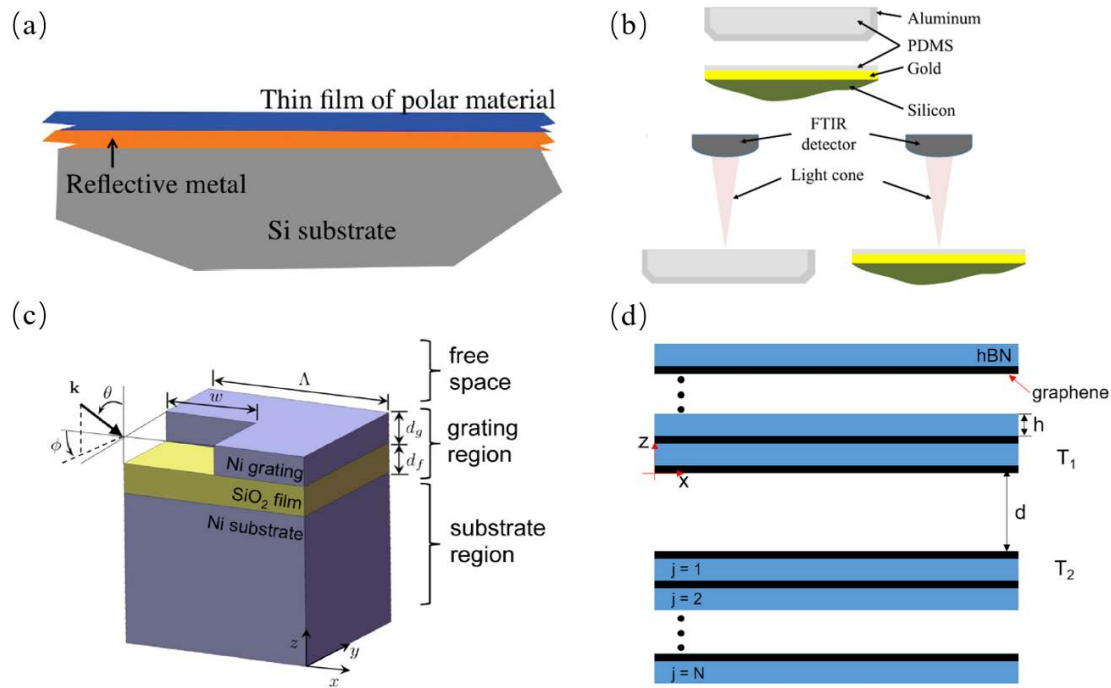 (a)
Thin film of polar material
Reflective metal
Si substrate
(b)
Aluminum
PDMS
Gold
Silicon
FTIR
detector
Light cone
(c)
free
space
k
θ
ϕ
Λ
w
d_g
d_f
grating
region
Ni grating
SiO₂ film
Ni substrate
substrate
region
z
y
x
(d)
hBN
graphene
h
z
x
T₁
d
j = 1
T₂
j = 2
j = N